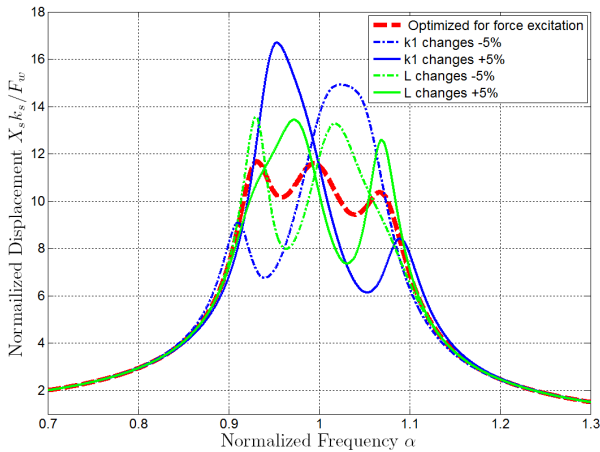 18
16
14
12
10
8
6
4
2
Normailized Displacement X_s k_s/F_w
Optimized for force excitation
k1 changes -5%
k1 changes +5%
L changes -5%
L changes +5%
0.7 0.8 0.9 1 1.1 1.2 1.3
Normalized Frequency α